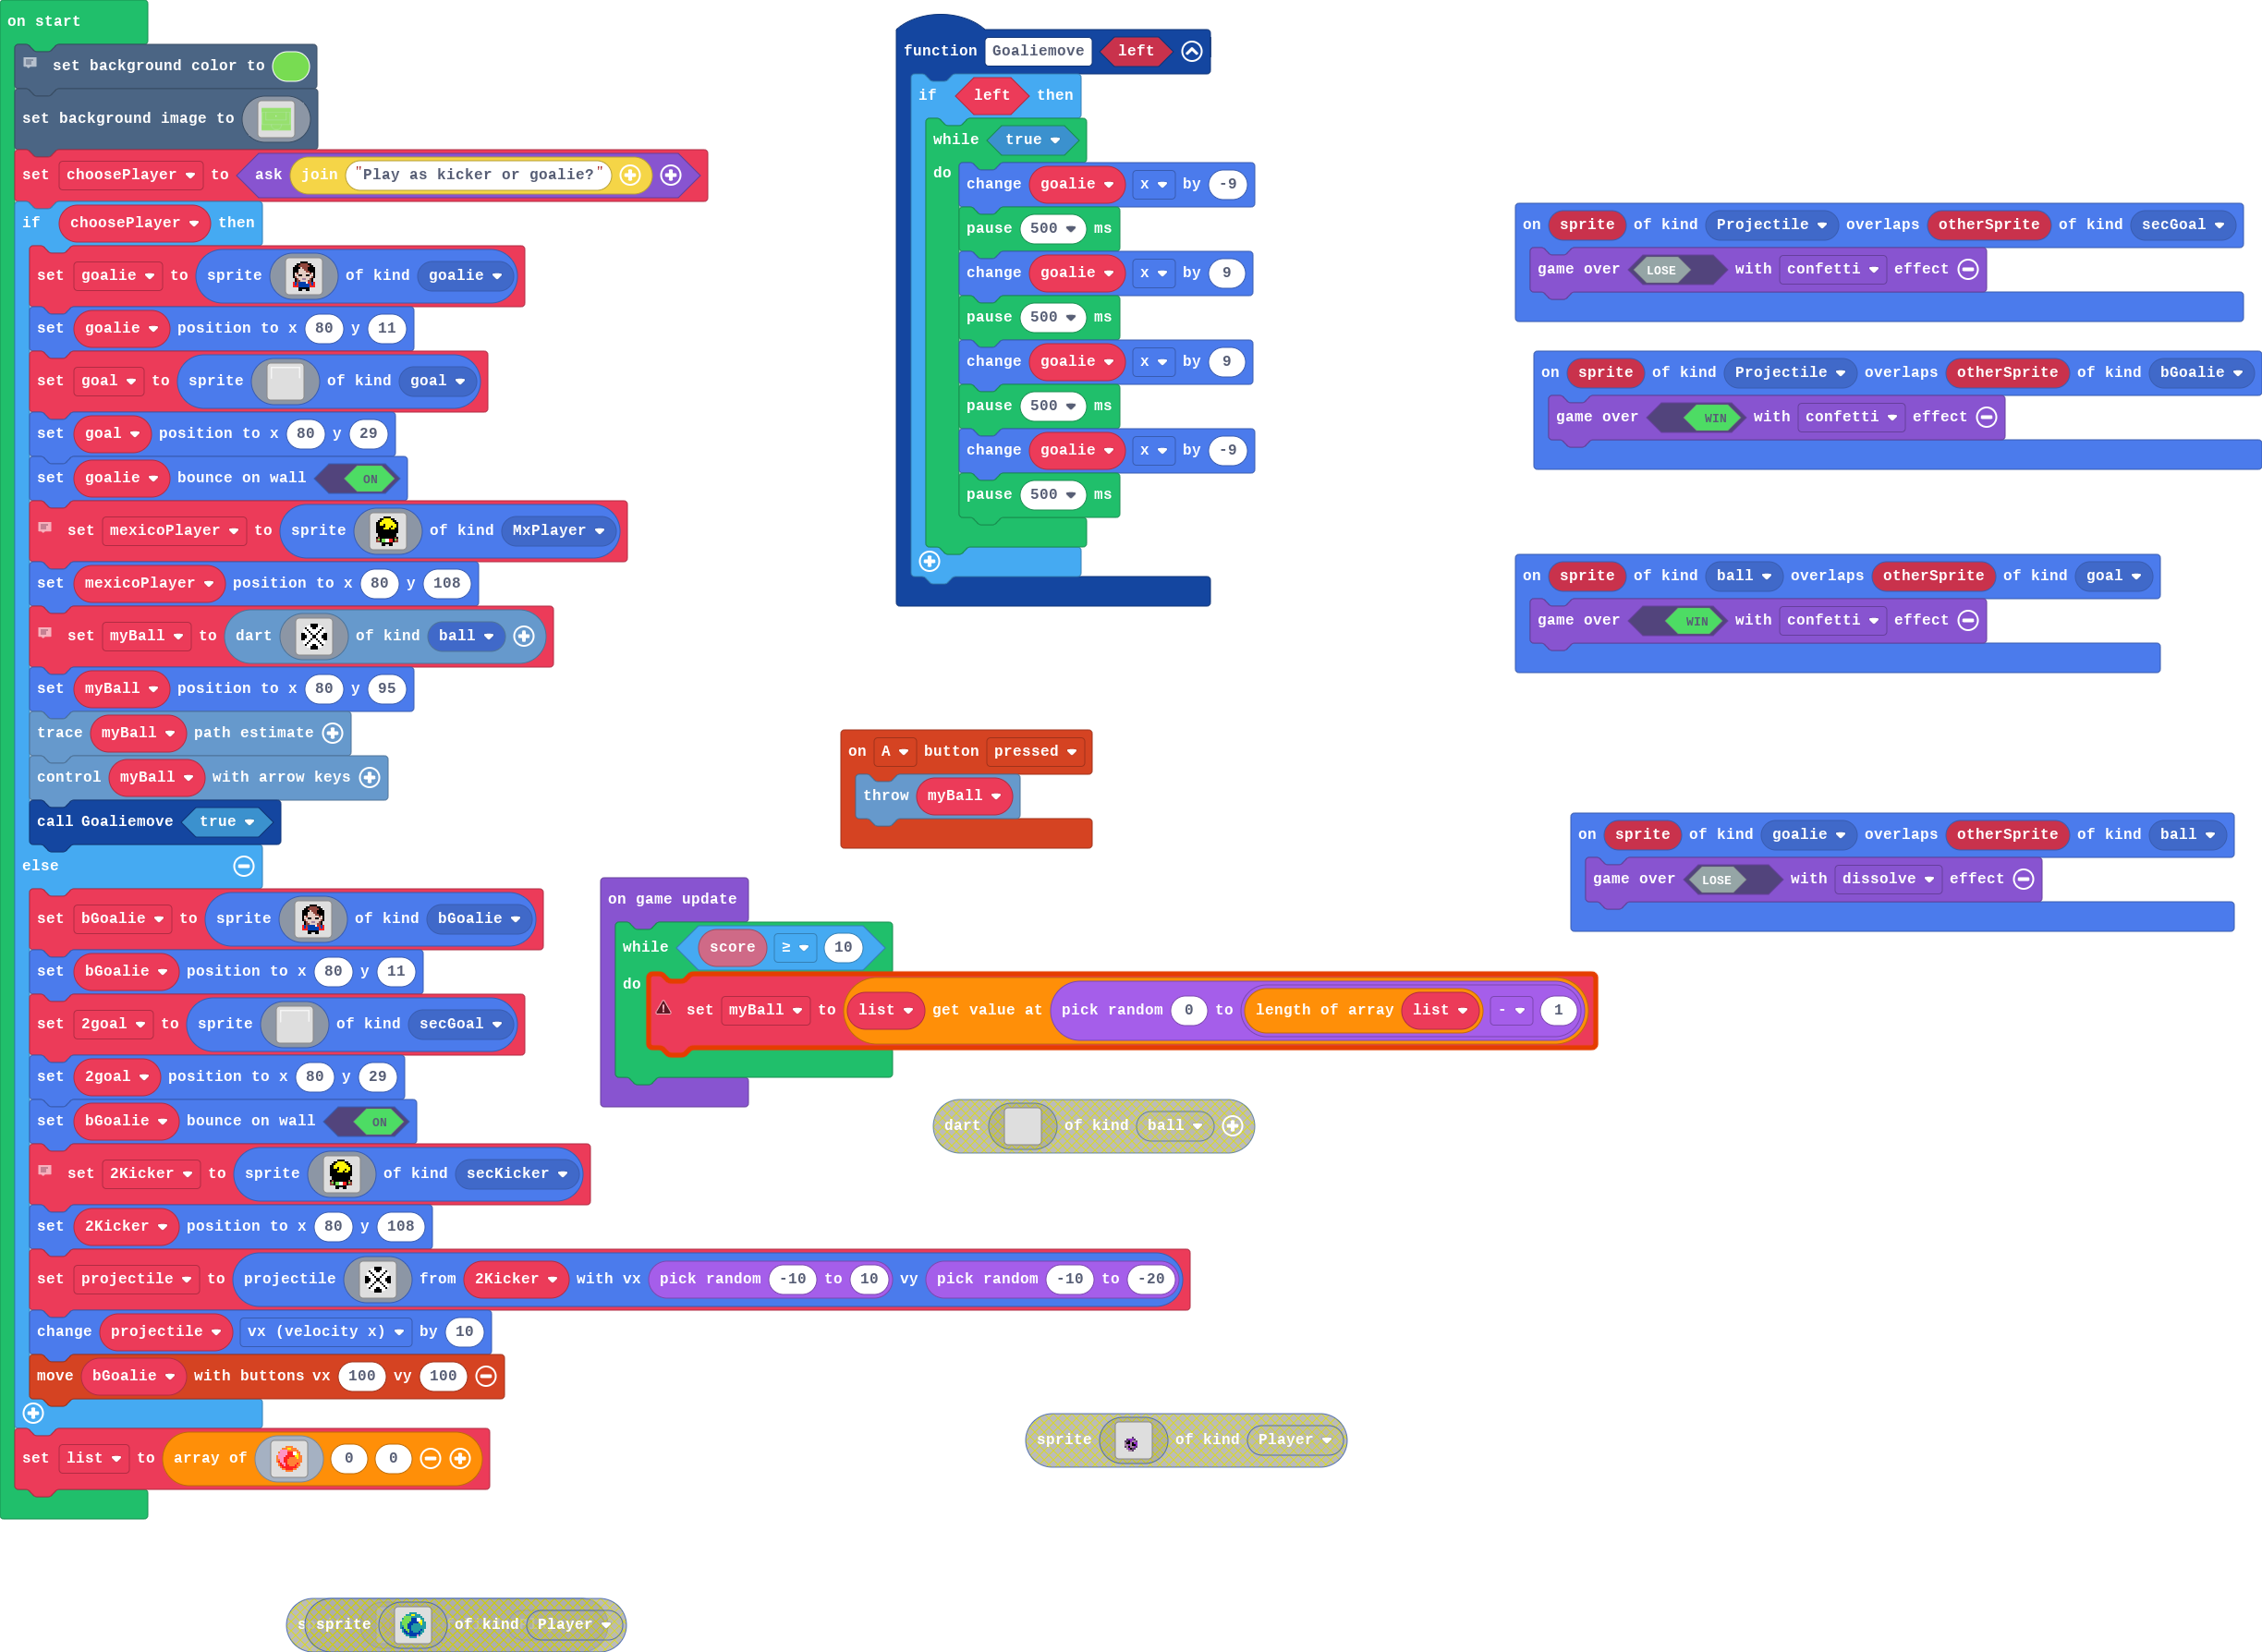 on start
set background color to
set background image to
set choosePlayer to ask join "Play as kicker or goalie?"
if choosePlayer then
set goalie to sprite of kind goalie
set goalie position to x 80 y 11
set goal to sprite of kind goal
set goal position to x 80 y 29
set goalie bounce on wall ON
set mexicoPlayer to sprite of kind MxPlayer
set mexicoPlayer position to x 80 y 108
set myBall to dart of kind ball
set myBall position to x 80 y 95
trace myBall path estimate
control myBall with arrow keys
call Goaliemove true
else
set bGoalie to sprite of kind bGoalie
set bGoalie position to x 80 y 11
set 2goal to sprite of kind secGoal
set 2goal position to x 80 y 29
set bGoalie bounce on wall ON
set 2Kicker to sprite of kind secKicker
set 2Kicker position to x 80 y 108
set projectile to projectile from 2Kicker with vx pick random -10 to 10 vy pick random -10 to -20
change projectile vx (velocity x) by 10
move bGoalie with buttons vx 100 vy 100
set list to array of 0 0
sprite of kind Player
function Goaliemove left
if left then
while true
do
change goalie x by -9
pause 500 ms
change goalie x by 9
pause 500 ms
change goalie x by 9
pause 500 ms
change goalie x by -9
pause 500 ms
on A button pressed
throw myBall
on game update
while score ≥ 10
do
set myBall to list get value at pick random 0 to length of array list - 1
dart of kind ball
sprite of kind Player
on sprite of kind Projectile overlaps otherSprite of kind secGoal
game over LOSE with confetti effect
on sprite of kind Projectile overlaps otherSprite of kind bGoalie
game over WIN with confetti effect
on sprite of kind ball overlaps otherSprite of kind goal
game over WIN with confetti effect
on sprite of kind goalie overlaps otherSprite of kind ball
game over LOSE with dissolve effect